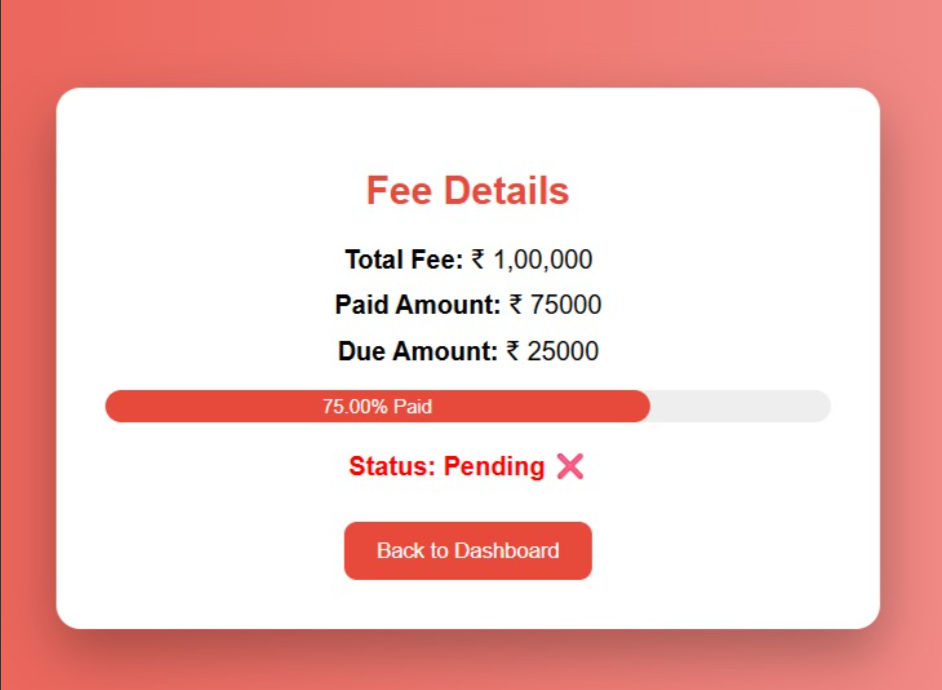 Fee Details
Total Fee: ₹ 1,00,000
Paid Amount: ₹ 75000
Due Amount: ₹ 25000
75.00% Paid
Status: Pending ❌
Back to Dashboard